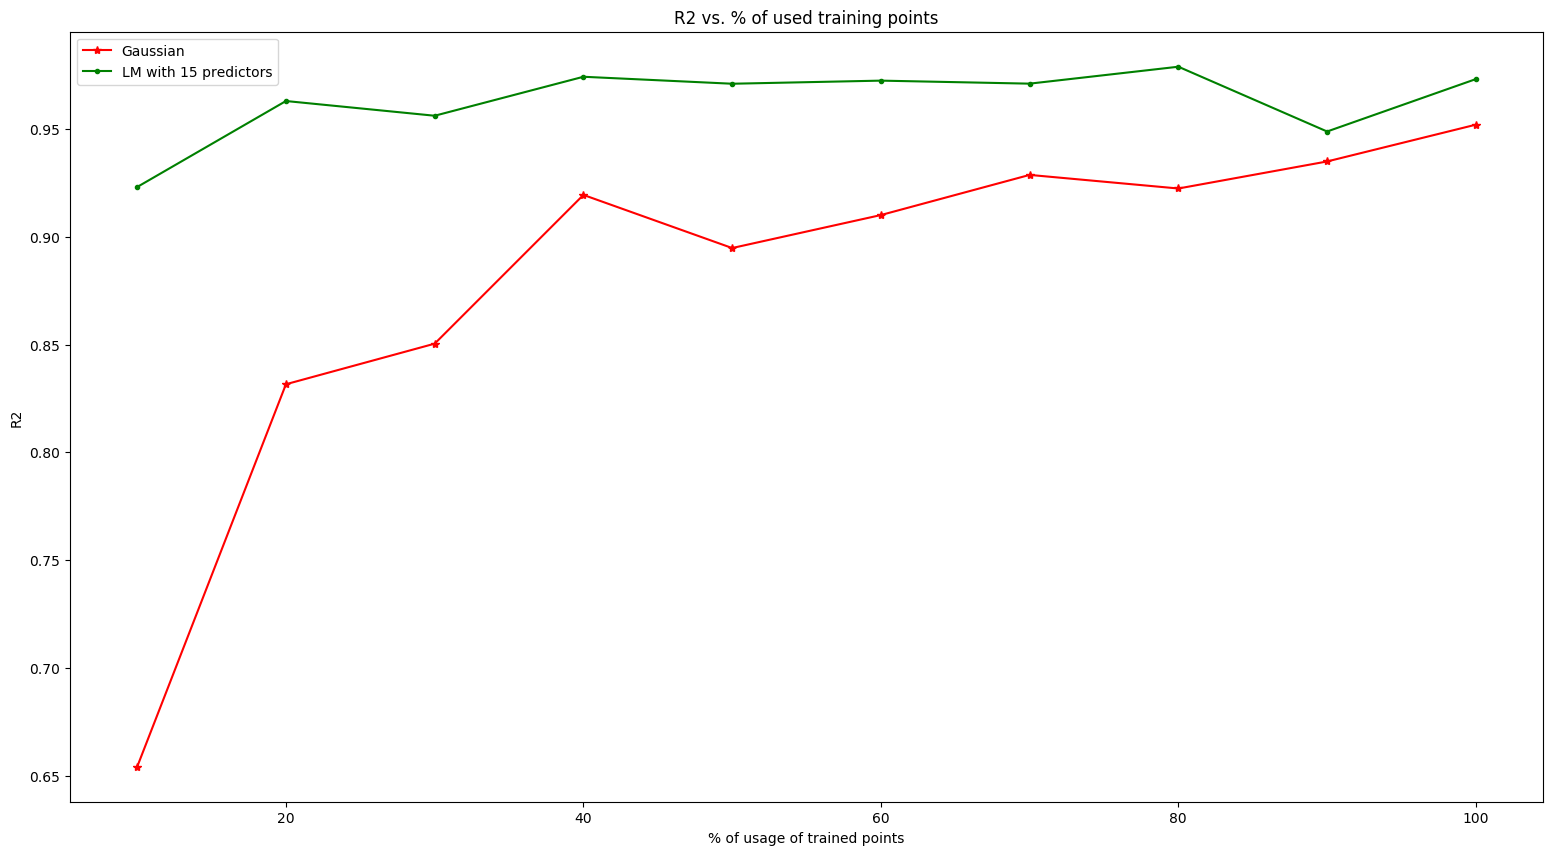 R2 vs. % of used training points
Gaussian
LM with 15 predictors
0.95
0.90
0.85
0.80
0.75
0.70
0.65
R2
20
40
60
80
100
% of usage of trained points